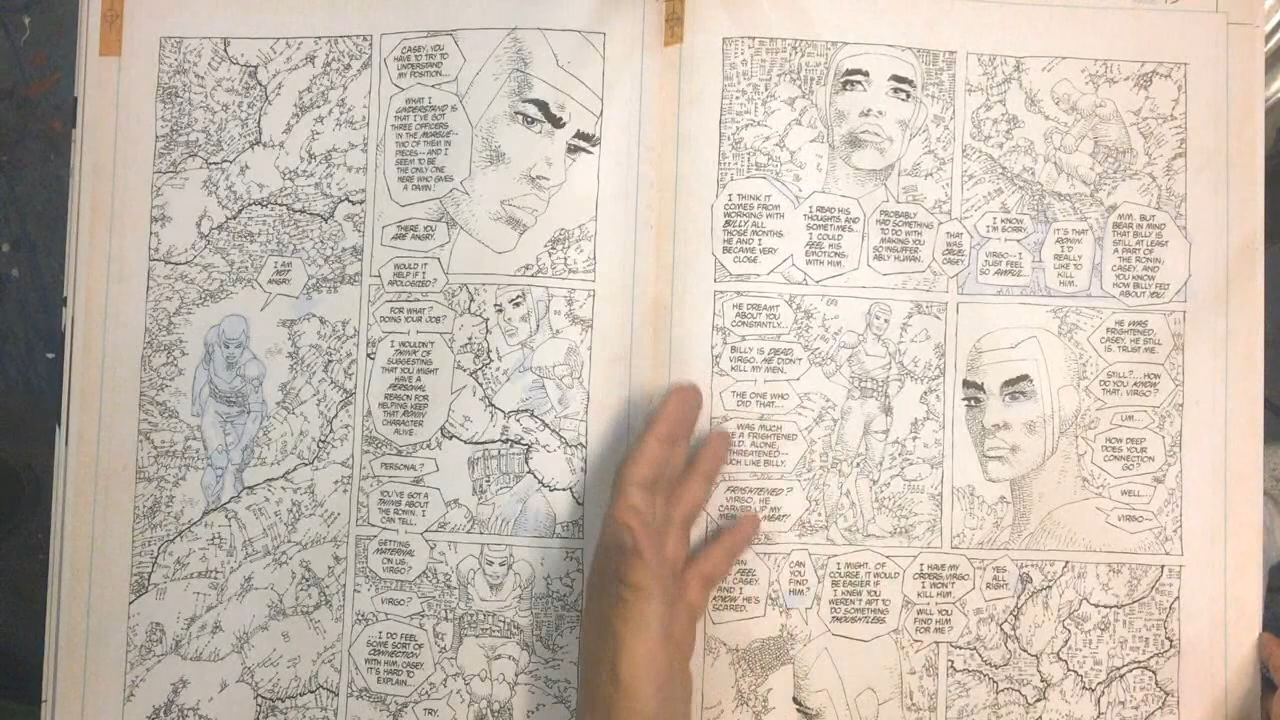 I AM
NOT
ANGRY.
CASEY, YOU
HAVE TO TRY TO
UNDERSTAND
MY POSITION...
WHAT I
UNDERSTAND IS
THAT I'VE GOT
THREE OFFICERS
IN THE MORGUE--
TWO OF THEM IN
PIECES--AND I
SEEM TO BE
THE ONLY ONE
HERE WHO GIVES
A DAMN!
THERE. YOU
ARE ANGRY.
WOULD IT
HELP IF I
APOLOGIZED?
FOR WHAT?
DOING YOUR JOB?
I WOULDN'T
THINK OF
SUGGESTING
THAT YOU MIGHT
HAVE A
PERSONAL
REASON FOR
HELPING KEEP
THAT RONIN
CHARACTER
ALIVE.
PERSONAL?
YOU'VE GOT A
THING ABOUT
THE RONIN. I
CAN TELL.
GETTING
MATERNAL
ON US,
VIRGO?
VIRGO?
...I DO FEEL
SOME SORT OF
CONNECTION
WITH HIM, CASEY.
IT'S HARD TO
EXPLAIN...
TRY.
I THINK IT
COMES FROM
WORKING WITH
BILLY, ALL
THOSE MONTHS.
HE AND I
BECAME VERY
CLOSE.
I READ HIS
THOUGHTS, AND
SOMETIMES...
I COULD
FEEL HIS
EMOTIONS,
WITH HIM.
PROBABLY
HAD SOMETHING
TO DO WITH
MAKING YOU
SO INSUFFER-
ABLY HUMAN.
THAT
WAS
CRUEL,
CASEY.
I KNOW.
I'M SORRY.
VIRGO--I
JUST FEEL
SO AWFUL.
IT'S THAT
RONIN.
I'D
REALLY
LIKE TO
KILL
HIM.
MM. BUT
BEAR IN MIND
THAT BILLY IS
STILL AT LEAST
A PART OF
THE RONIN,
CASEY. AND
YOU KNOW
HOW BILLY FELT
ABOUT YOU!
HE DREAMT
ABOUT YOU
CONSTANTLY...
BILLY IS DEAD,
VIRGO. HE DIDN'T
KILL MY MEN.
THE ONE WHO
DID THAT...
WAS MUCH
A FRIGHTENED
ALONE,
THREATENED--
LIKE BILLY.
FRIGHTENED?
VIRGO, HE
CARVED UP MY
MEAT!
HE WAS
FRIGHTENED,
CASEY. HE STILL
IS. TRUST ME.
STILL?...HOW
DO YOU KNOW
THAT, VIRGO?
UM...
HOW DEEP
DOES YOUR
CONNECTION
GO?
WELL...
VIRGO--
FEEL
CASEY.
AND I
KNOW HE'S
SCARED.
CAN
YOU
FIND
HIM?
I MIGHT. OF
COURSE, IT WOULD
BE EASIER IF
I KNEW YOU
WEREN'T APT TO
DO SOMETHING
THOUGHTLESS.
I HAVE MY
ORDERS, VIRGO.
I WON'T
KILL HIM.
WILL YOU
FIND HIM
FOR ME?
YES.
ALL
RIGHT.